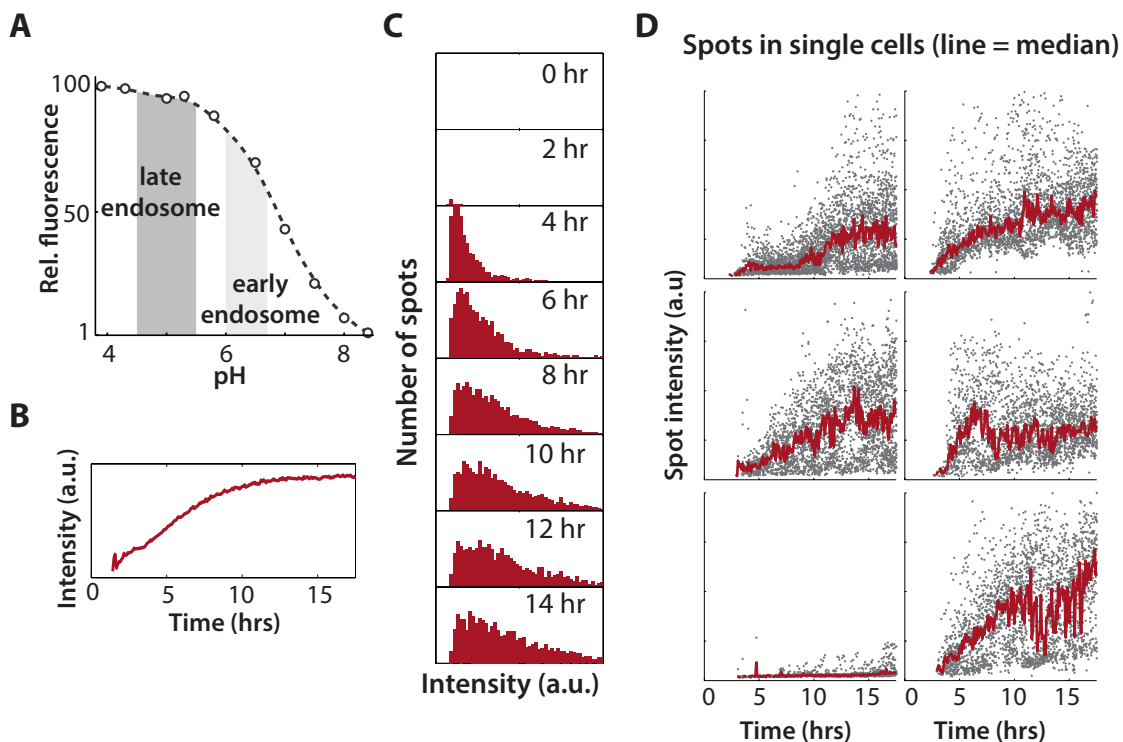 A
Rel. fluorescence
100
50
1
late
endosome
early
endosome
4
6
8
pH
B
Intensity (a.u.)
0
5
10
15
Time (hrs)
C
Number of spots
0 hr
2 hr
4 hr
6 hr
8 hr
10 hr
12 hr
14 hr
Intensity (a.u.)
D
Spots in single cells (line = median)
Spot intensity (a.u)
0
5
10
15
0
5
10
15
Time (hrs)
Time (hrs)